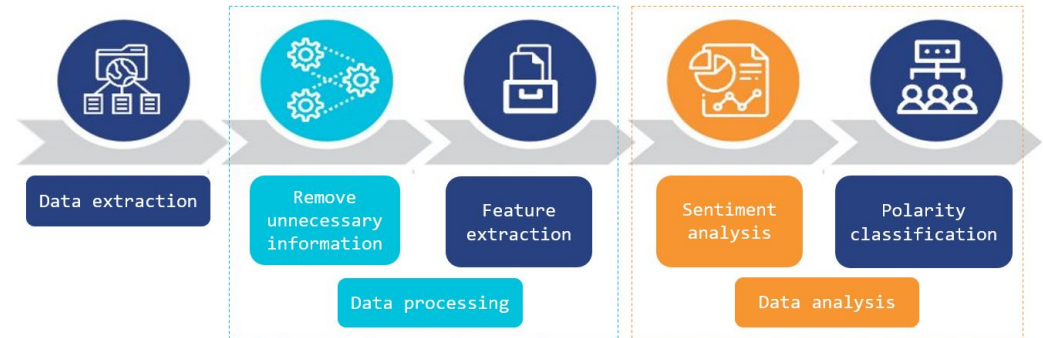 Data extraction
Remove
unnecessary
information
Feature
extraction
Data processing
Sentiment
analysis
Polarity
classification
Data analysis